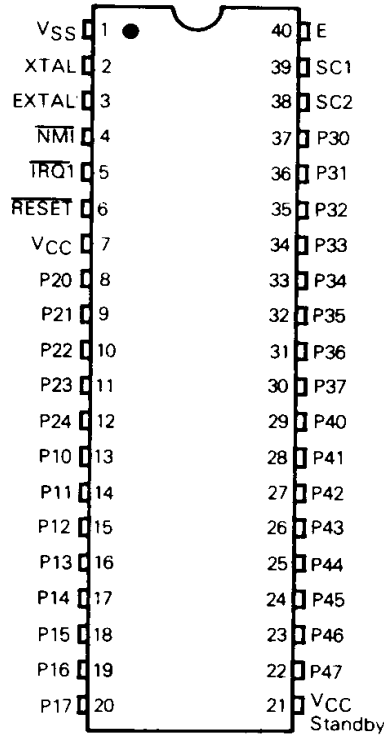 VSS 1 40 E
XTAL 2 39 SC1
EXTAL 3 38 SC2
NMI 4 37 P30
IRQ1 5 36 P31
RESET 6 35 P32
VCC 7 34 P33
P20 8 33 P34
P21 9 32 P35
P22 10 31 P36
P23 11 30 P37
P24 12 29 P40
P10 13 28 P41
P11 14 27 P42
P12 15 26 P43
P13 16 25 P44
P14 17 24 P45
P15 18 23 P46
P16 19 22 P47
P17 20 21 VCC
Standby